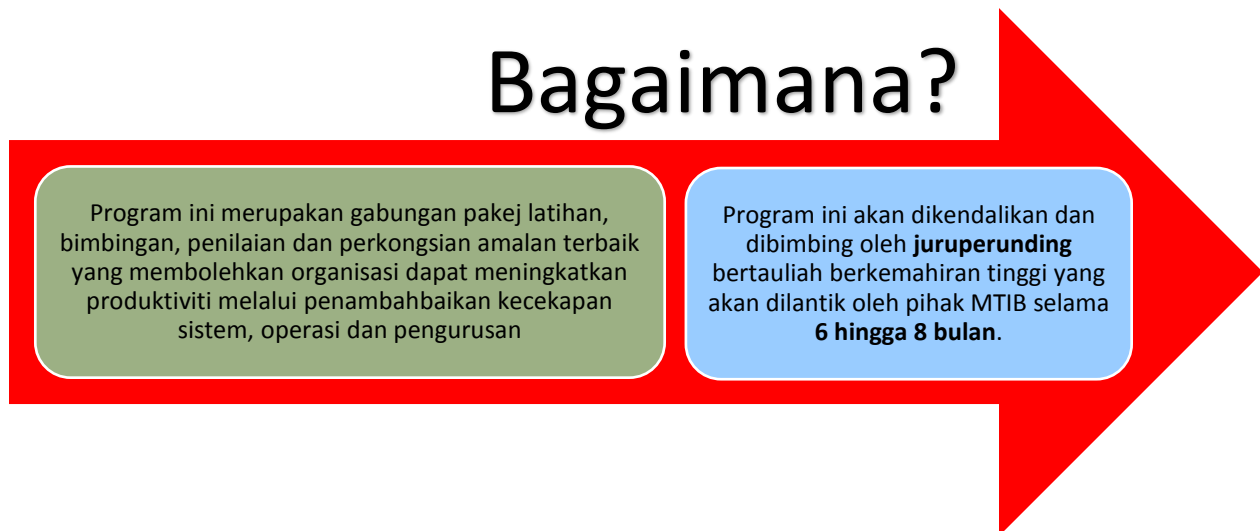 Bagaimana?
Program ini merupakan gabungan pakej latihan,
bimbingan, penilaian dan perkongsian amalan terbaik
yang membolehkan organisasi dapat meningkatkan
produktiviti melalui penambahbaikan kecekapan
sistem, operasi dan pengurusan
Program ini akan dikendalikan dan
dibimbing oleh juruperunding
bertauliah berkemahiran tinggi yang
akan dilantik oleh pihak MTIB selama
6 hingga 8 bulan.